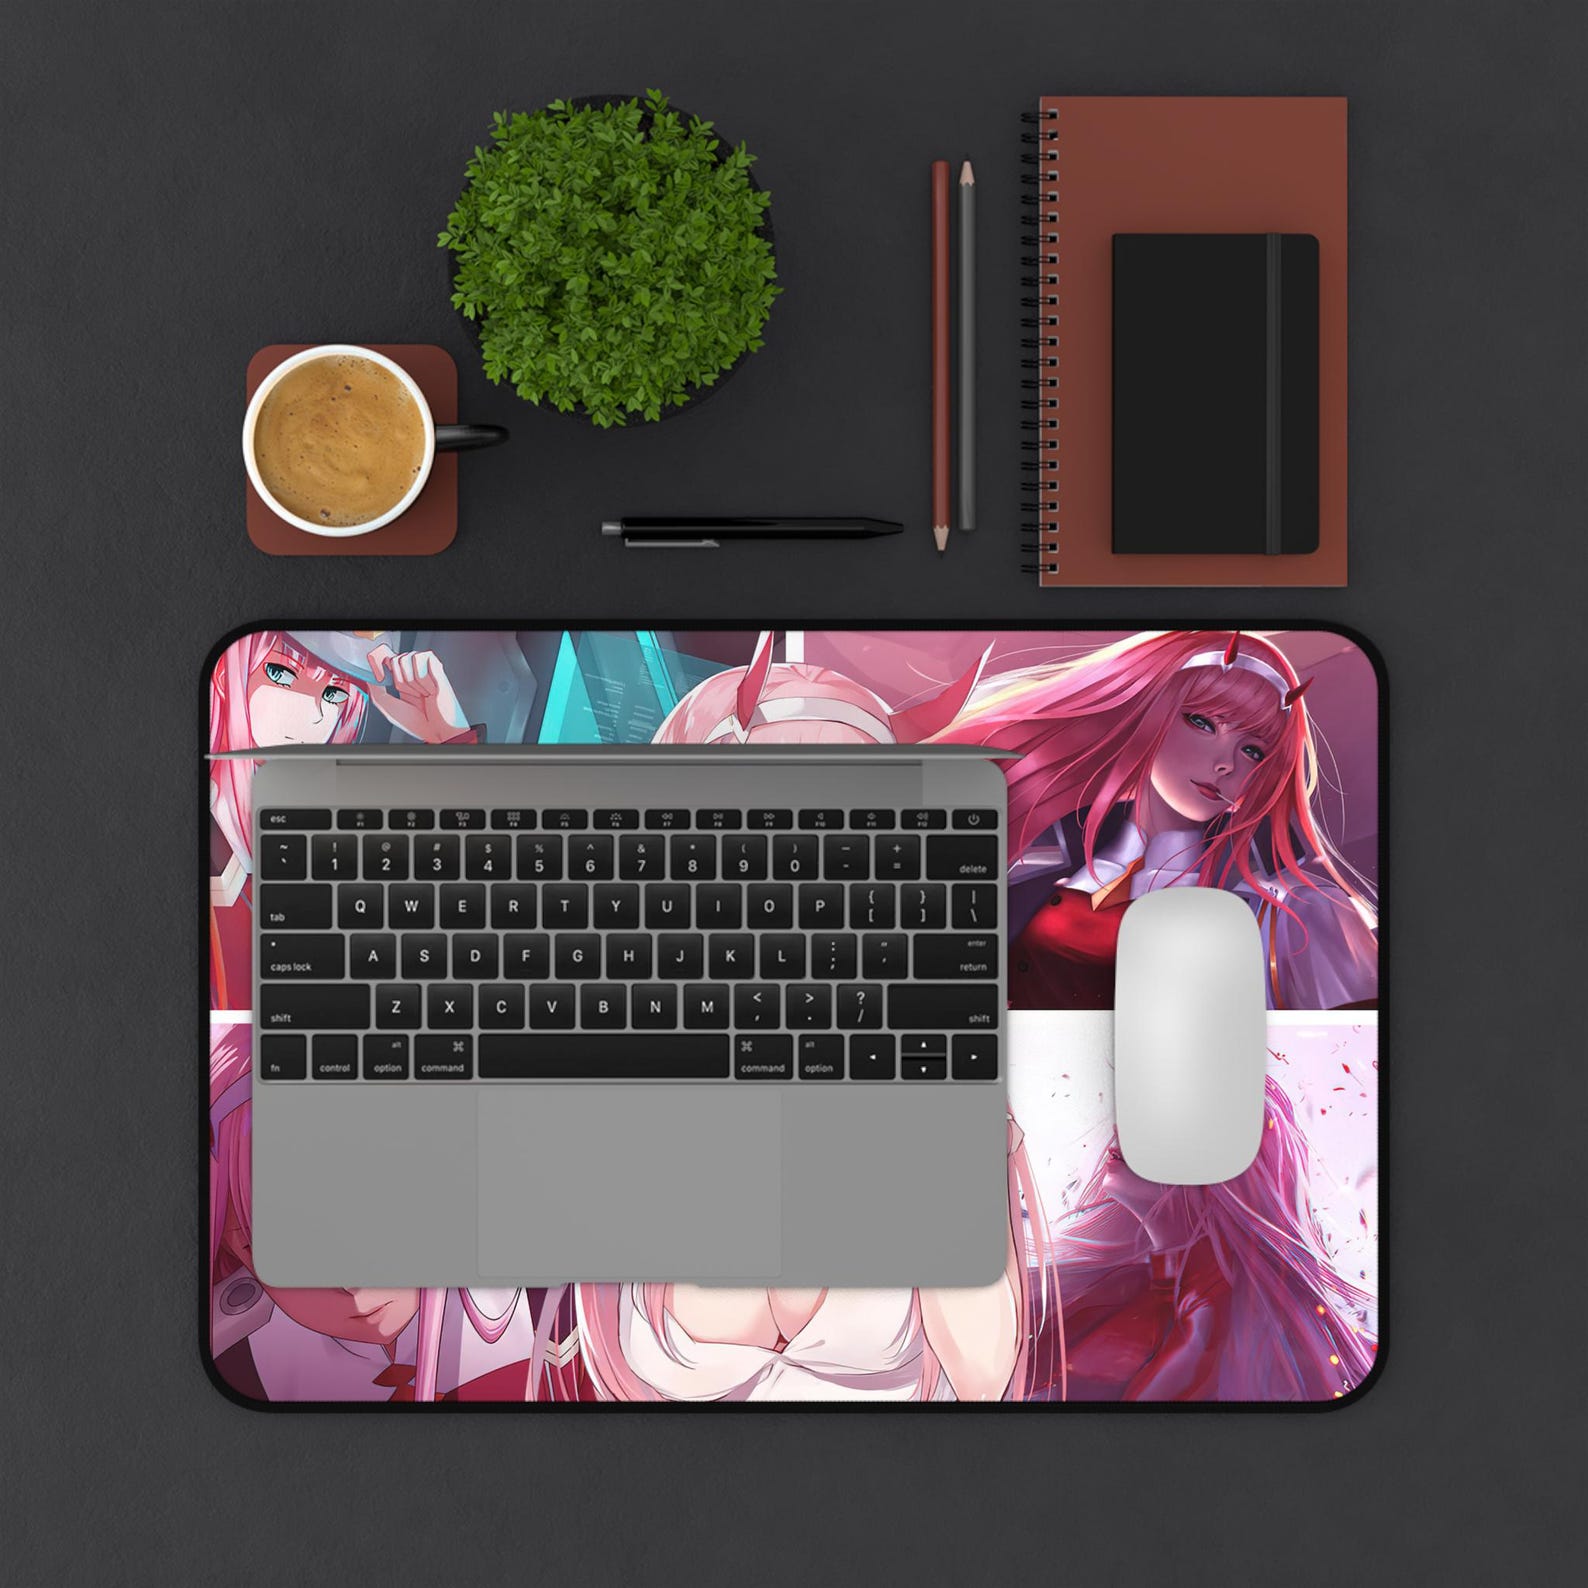 esc F1 F2 F3 F4 F5 F6 F7 F8 F9 F10 F11 F12
~ ! @ # $ % ^ & * ( ) — +
` 1 2 3 4 5 6 7 8 9 0 - = delete
tab Q W E R T Y U I O P { [ } ] | \
caps lock A S D F G H J K L : ; " ' enter return
shift Z X C V B N M < , > . ? / shift
fn control alt option ⌘ command ⌘ command alt option ◂ ▴ ▾ ▸